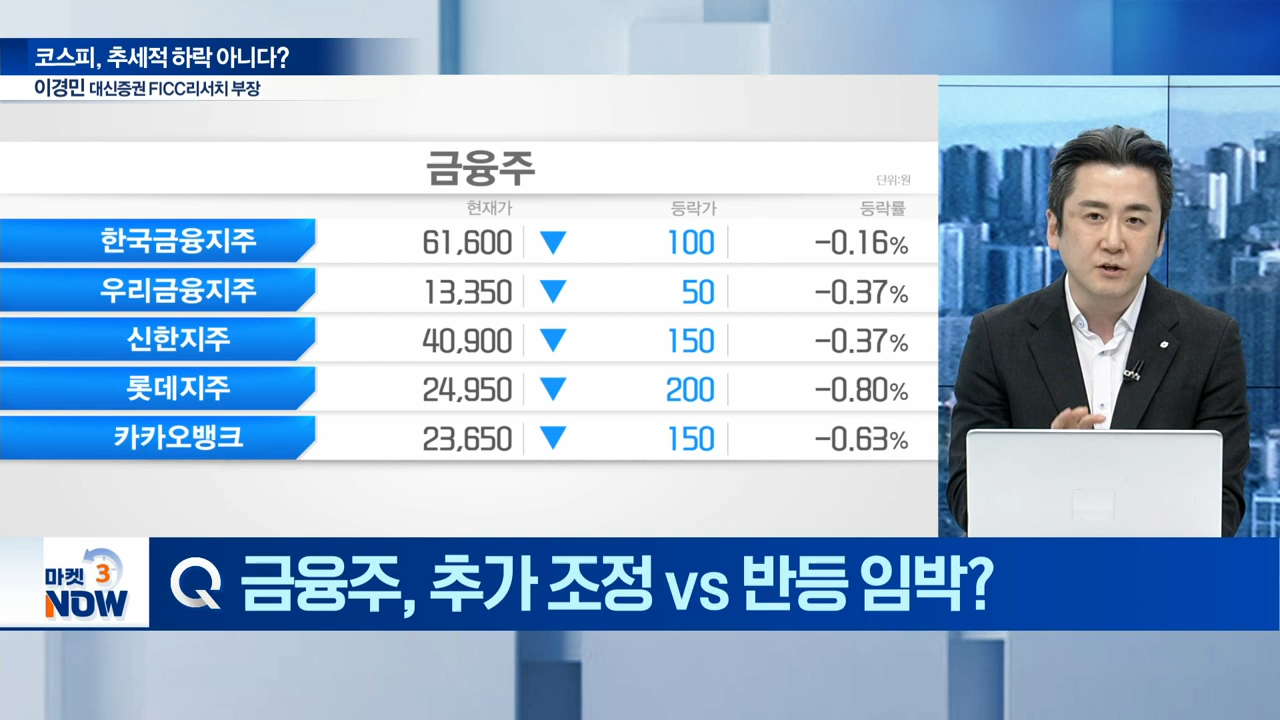 코스피, 추세적 하락 아니다?
이경민 대신증권 FICC리서치 부장
금융주
단위:원
현재가 등락가 등락률
한국금융지주 61,600 ▼ 100 -0.16%
우리금융지주 13,350 ▼ 50 -0.37%
신한지주 40,900 ▼ 150 -0.37%
롯데지주 24,950 ▼ 200 -0.80%
카카오뱅크 23,650 ▼ 150 -0.63%
마켓 3
NOW
Q 금융주, 추가 조정 vs 반등 임박?